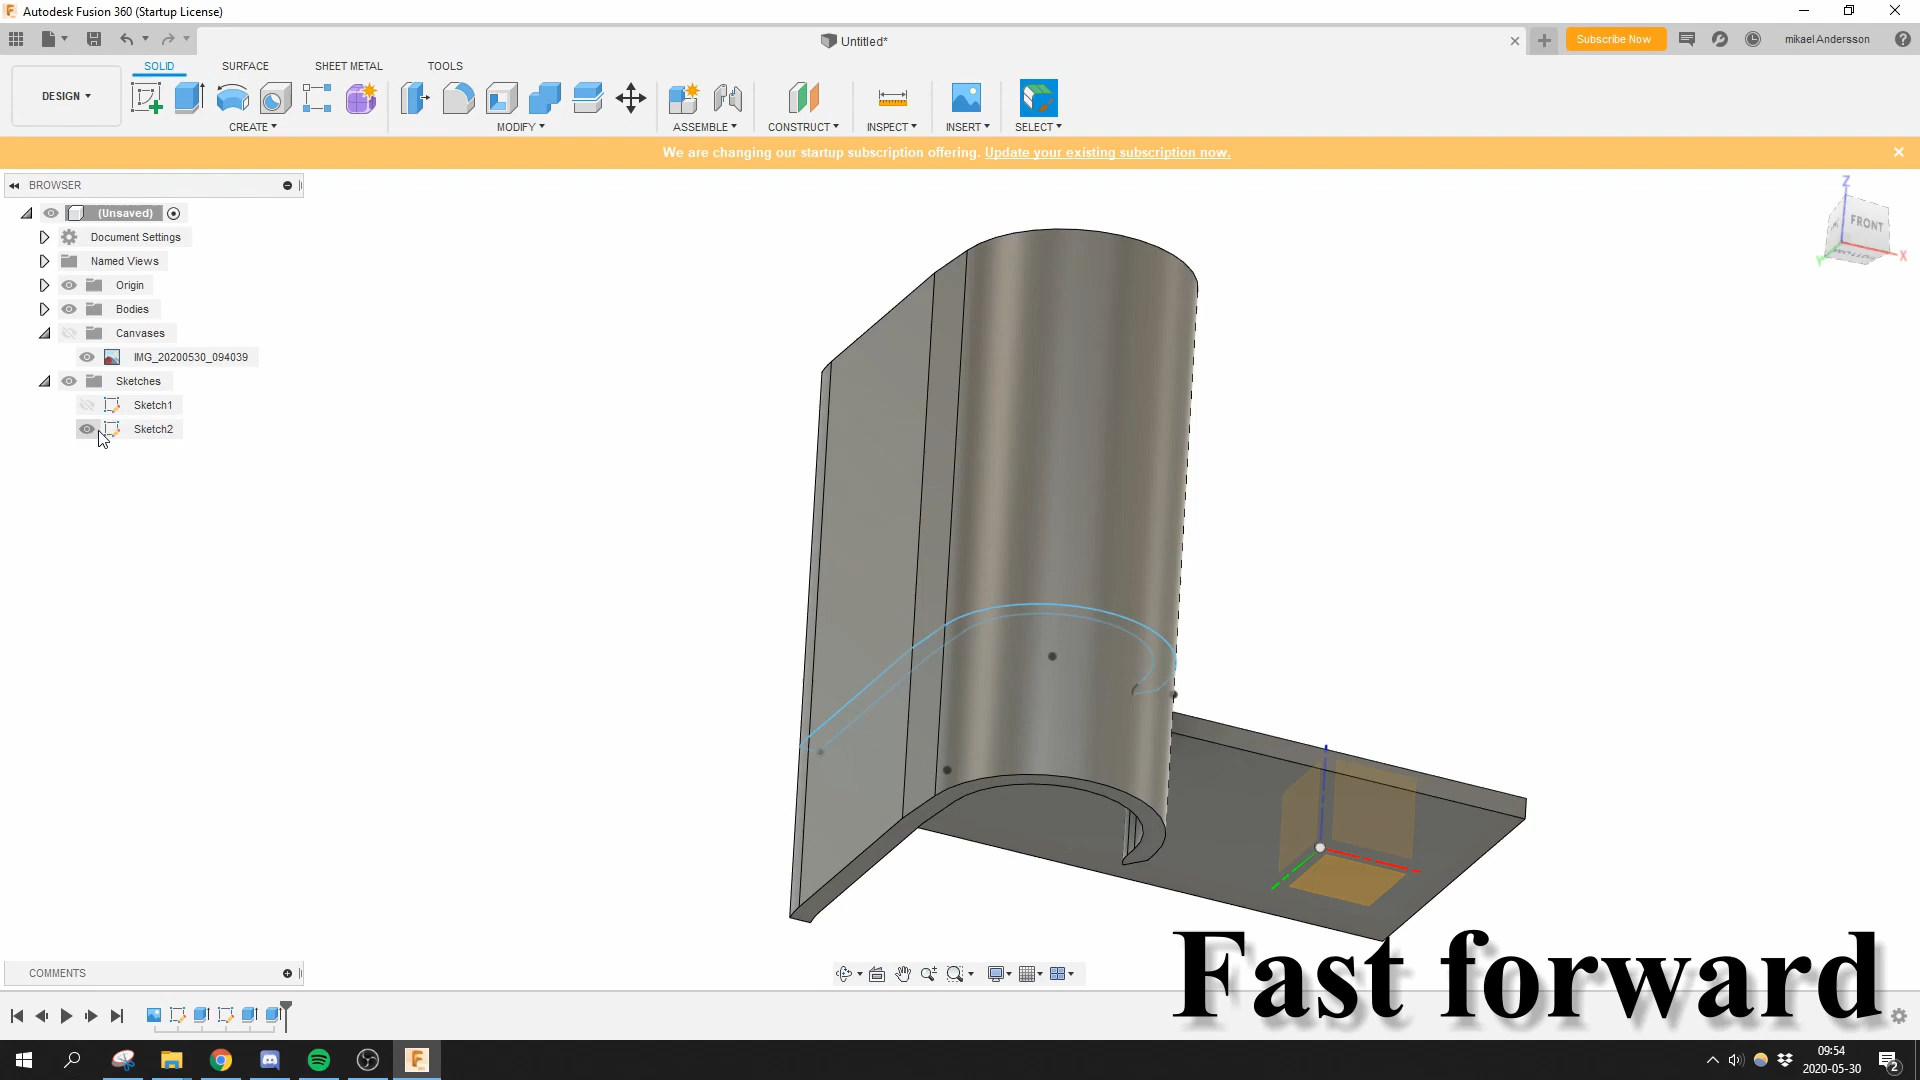 Autodesk Fusion 360 (Startup License)
Untitled*
Subscribe Now
mikael Andersson
SOLID SURFACE SHEET METAL TOOLS
DESIGN
CREATE MODIFY ASSEMBLE CONSTRUCT INSPECT INSERT SELECT
We are changing our startup subscription offering. Update your existing subscription now.
BROWSER
(Unsaved)
Document Settings
Named Views
Origin
Bodies
Canvases
IMG_20200530_094039
Sketches
Sketch1
Sketch2
Z
FRONT
X
Y
COMMENTS
Fast forward
09:54
2020-05-30
2